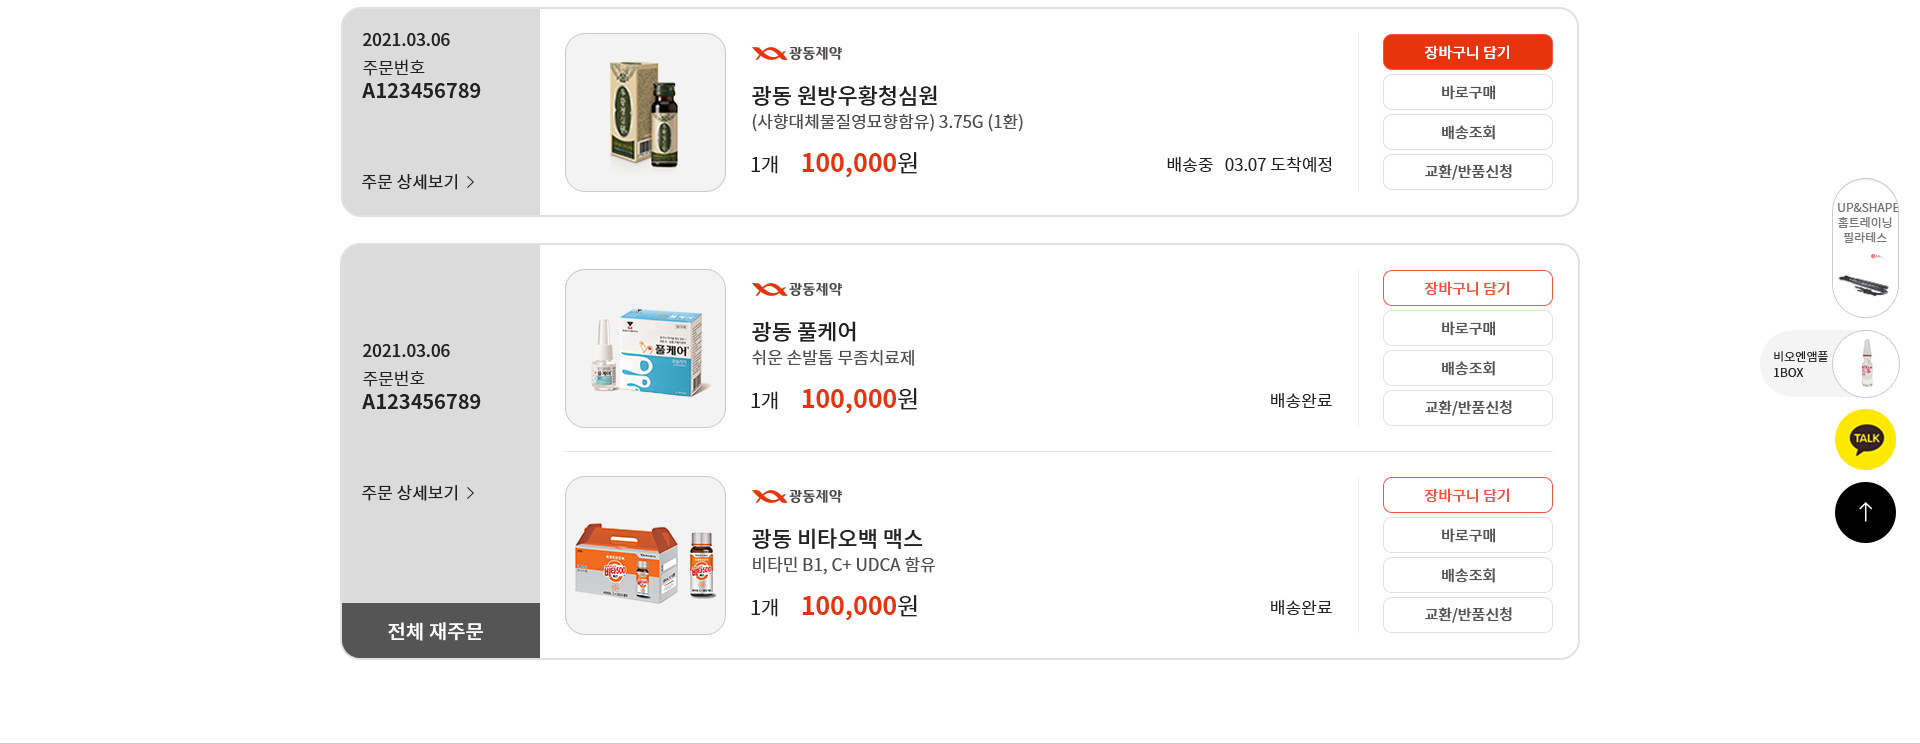 2021.03.06
주문번호
A123456789
주문 상세보기
광동제약
광동 원방우황청심원
(사향대체물질영묘향함유) 3.75G (1환)
1개 100,000원
배송중 03.07 도착예정
장바구니 담기
바로구매
배송조회
교환/반품신청
2021.03.06
주문번호
A123456789
주문 상세보기
전체 재주문
풀케어
광동제약
광동 풀케어
쉬운 손발톱 무좀치료제
1개 100,000원
배송완료
장바구니 담기
바로구매
배송조회
교환/반품신청
비타500
광동제약
광동 비타오백 맥스
비타민 B1, C+ UDCA 함유
1개 100,000원
배송완료
장바구니 담기
바로구매
배송조회
교환/반품신청
UP&SHAPE
홈트레이닝
필라테스
비오엔앰플
1BOX
TALK